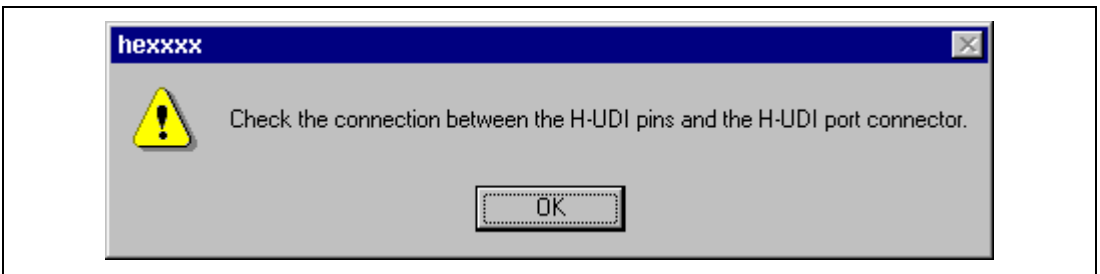 hexxxx
Check the connection between the H-UDI pins and the H-UDI port connector.
OK